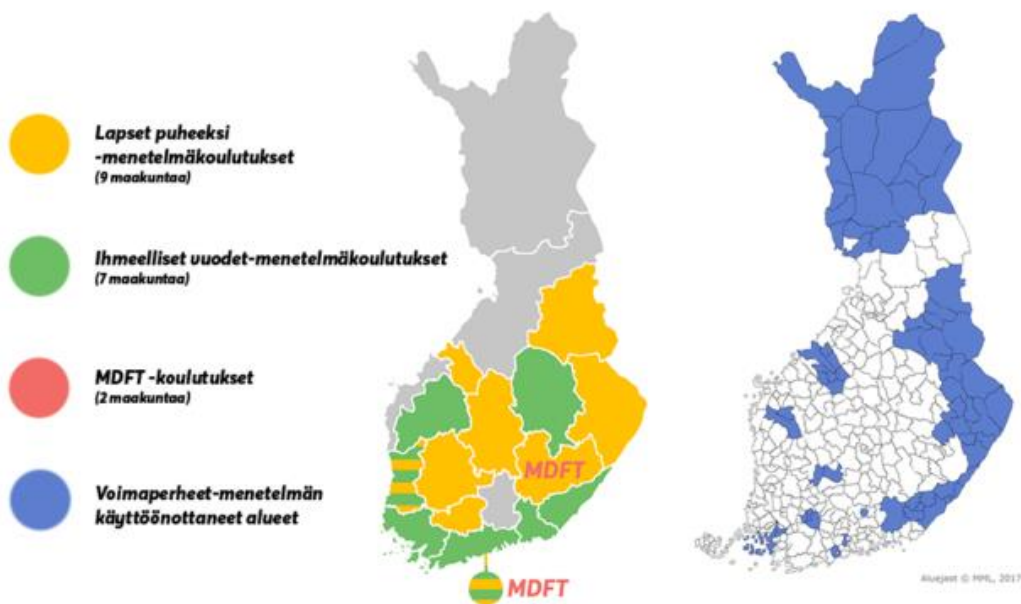 Lapset puheeksi
-menetelmäkoulutukset
(9 maakuntaa)
Ihmeelliset vuodet-menetelmäkoulutukset
(7 maakuntaa)
MDFT -koulutukset
(2 maakuntaa)
Voimaperheet-menetelmän
käyttöönottaneet alueet
MDFT
MDFT
Aluejaot © MML, 2017